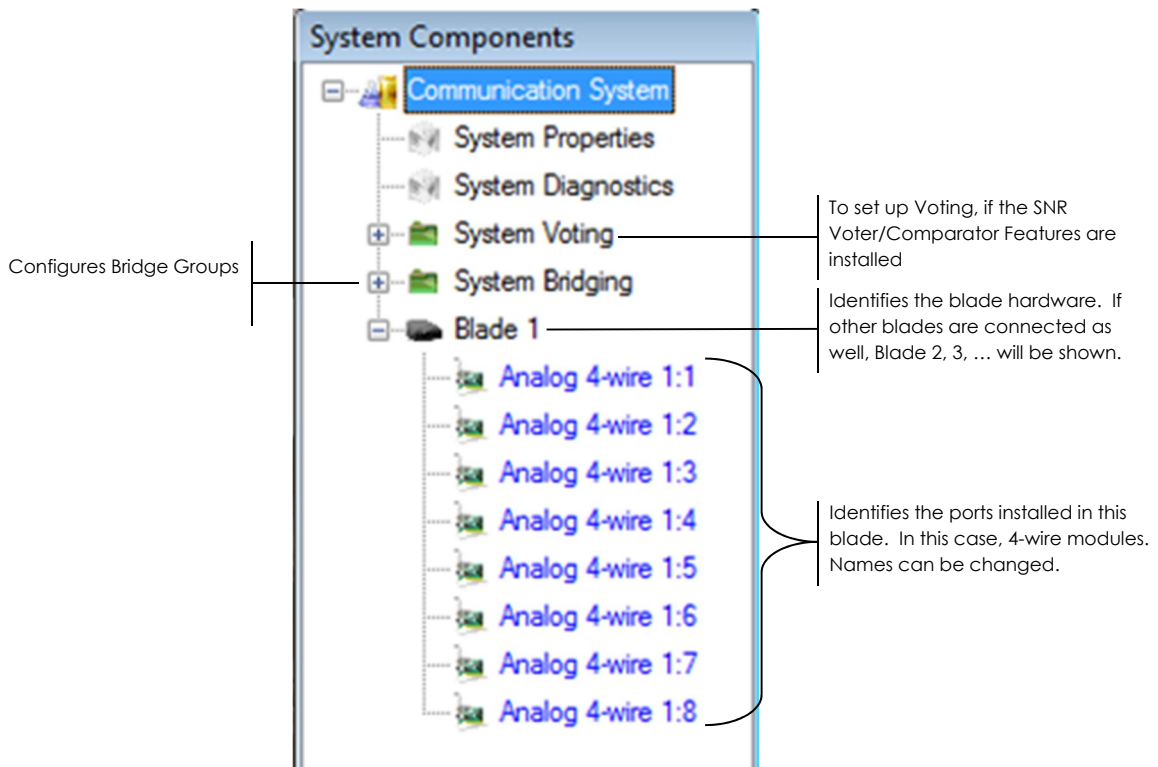 System Components
Communication System
System Properties
System Diagnostics
System Voting
System Bridging
Blade 1
Analog 4-wire 1:1
Analog 4-wire 1:2
Analog 4-wire 1:3
Analog 4-wire 1:4
Analog 4-wire 1:5
Analog 4-wire 1:6
Analog 4-wire 1:7
Analog 4-wire 1:8
Configures Bridge Groups
To set up Voting, if the SNR
Voter/Comparator Features are
installed
Identifies the blade hardware.  If
other blades are connected as
well, Blade 2, 3, … will be shown.
Identifies the ports installed in this
blade.  In this case, 4-wire modules.
Names can be changed.